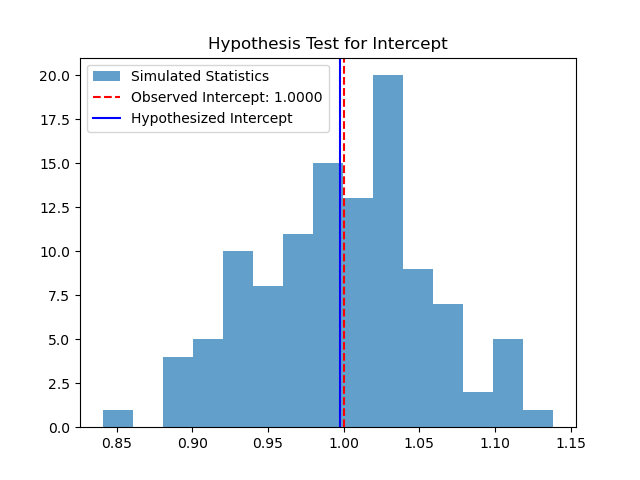 Hypothesis Test for Intercept
Simulated Statistics
Observed Intercept: 1.0000
Hypothesized Intercept
20.0
17.5
15.0
12.5
10.0
7.5
5.0
2.5
0.0
0.85 0.90 0.95 1.00 1.05 1.10 1.15